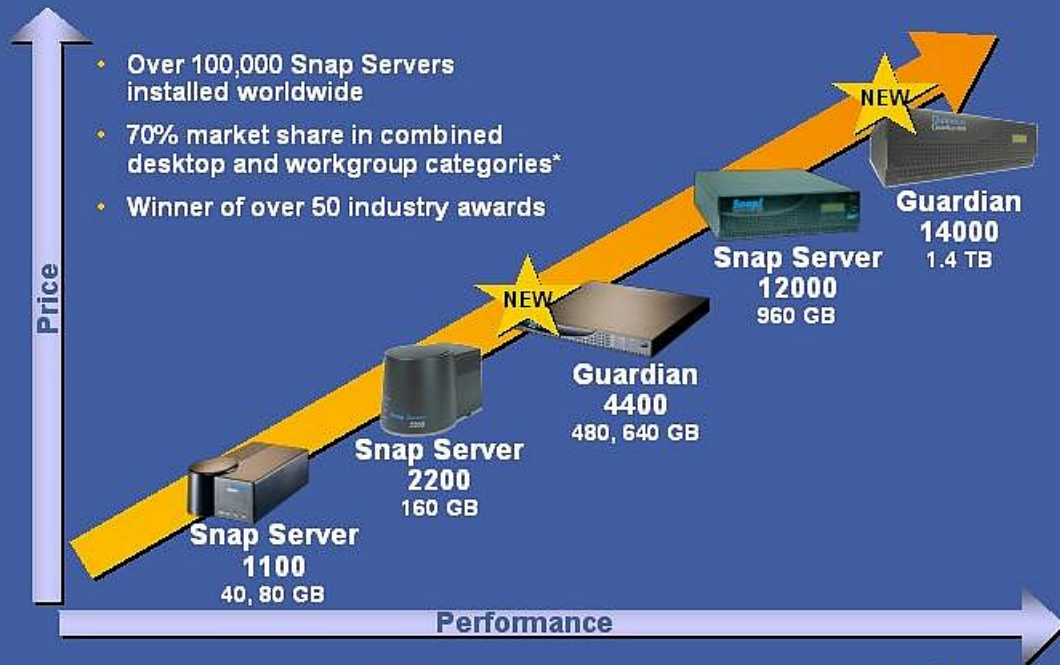 Over 100,000 Snap Servers
installed worldwide
70% market share in combined
desktop and workgroup categories*
Winner of over 50 industry awards
NEW
Guardian
14000
1.4 TB
Snap!
Snap Server
12000
960 GB
NEW
Guardian
4400
480, 640 GB
Snap Server
2200
160 GB
Snap Server
1100
40, 80 GB
Price
Performance